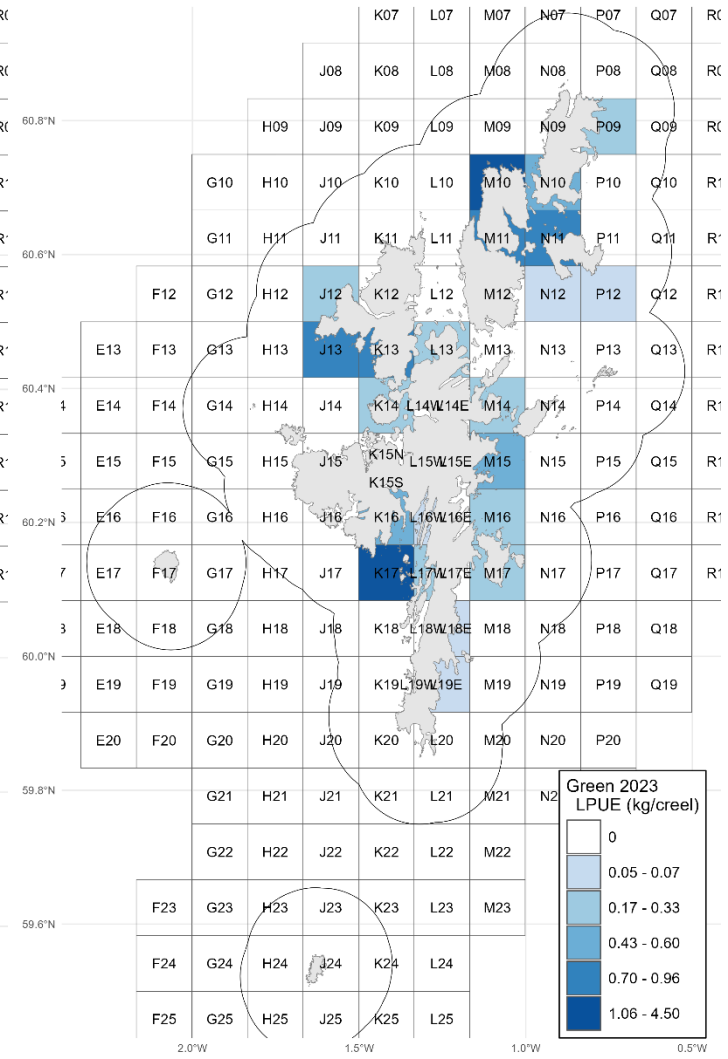 K07 L07 M07 N07 P07 Q07
J08 K08 L08 M08 N08 P08 Q08
60.8°N H09 J09 K09 L09 M09 N09 P09 Q09
G10 H10 J10 K10 L10 M10 N10 P10 Q10
60.6°N G11 H11 J11 K11 L11 M11 N11 P11 Q11
F12 G12 H12 J12 K12 L12 M12 N12 P12 Q12
E13 F13 G13 H13 J13 K13 L13 M13 N13 P13 Q13
60.4°N E14 F14 G14 H14 J14 K14 L14W L14E M14 N14 P14 Q14
K15N
E15 F15 G15 H15 J15 L15W L15E M15 N15 P15 Q15
K15S
60.2°N E16 F16 G16 H16 J16 K16 L16W L16E M16 N16 P16 Q16
E17 F17 G17 H17 J17 K17 L17W L17E M17 N17 P17 Q17
60.0°N E18 F18 G18 H18 J18 K18 L18W L18E M18 N18 P18 Q18
E19 F19 G19 H19 J19 K19 L19W L19E M19 N19 P19 Q19
E20 F20 G20 H20 J20 K20 L20 M20 N20 P20
59.8°N G21 H21 J21 K21 L21 M21
G22 H22 J22 K22 L22 M22
59.6°N F23 G23 H23 J23 K23 L23 M23
F24 G24 H24 J24 K24 L24
F25 G25 H25 J25 K25 L25
2.0°W 1.5°W 1.0°W 0.5°W
Green 2023
LPUE (kg/creel)
0
0.05 - 0.07
0.17 - 0.33
0.43 - 0.60
0.70 - 0.96
1.06 - 4.50